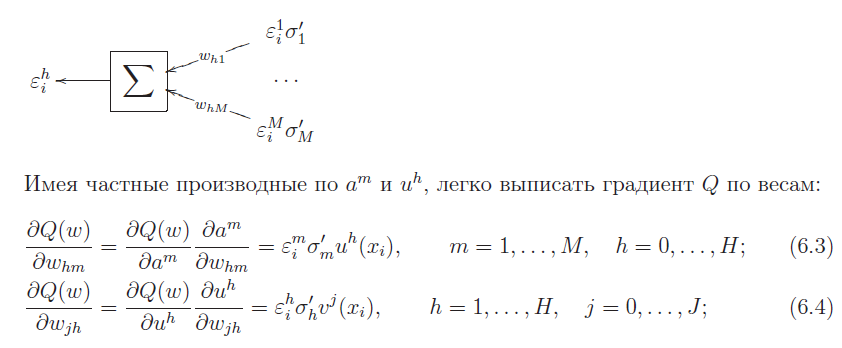 ε_i^1 σ′_1
w_{h1}
ε_i^h ∑ · · ·
w_{hM}
ε_i^M σ′_M
Имея частные производные по a^m и u^h, легко выписать градиент Q по весам:
∂Q(w)/∂w_{hm} = ∂Q(w)/∂a^m ∂a^m/∂w_{hm} = ε_i^m σ′_m u^h(x_i), m = 1, . . . , M, h = 0, . . . , H; (6.3)
∂Q(w)/∂w_{jh} = ∂Q(w)/∂u^h ∂u^h/∂w_{jh} = ε_i^h σ′_h v^j(x_i), h = 1, . . . , H, j = 0, . . . , J; (6.4)